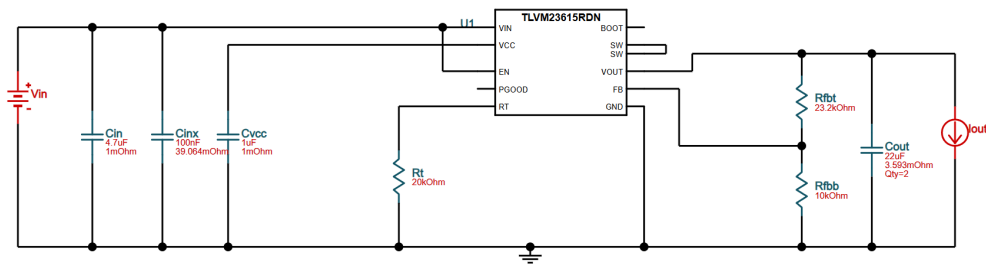 TLVM23615RDN
U1
VIN
BOOT
VCC
SW
SW
EN
VOUT
PGOOD
FB
RT
GND
+
Vin
-
Cin
4.7uF
1mOhm
Cinx
100nF
39.064mOhm
Cvcc
1uF
1mOhm
Rt
20kOhm
Rfbt
23.2kOhm
Rfbb
10kOhm
Cout
22uF
3.593mOhm
Qty=2
Iout